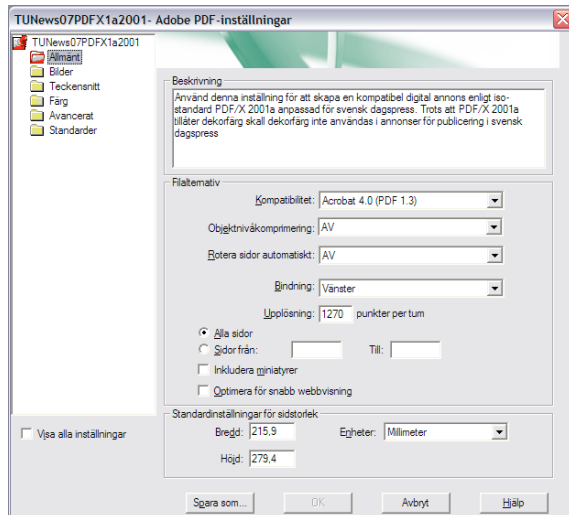 TUNews07PDFX1a2001- Adobe PDF-inställningar
TUNews07PDFX1a2001
Allmänt
Bilder
Teckensnitt
Färg
Avancerat
Standarder
Visa alla inställningar
Beskrivning
Använd denna inställning för att skapa en kompatibel digital annons enligt iso-
standard PDF/X 2001a anpassad för svensk dagspress. Trots att PDF/X 2001a
tillåter dekorfärg skall dekorfärg inte användas i annonser för publicering i svensk
dagspress
Filalternativ
Kompatibilitet: Acrobat 4.0 (PDF 1.3)
Objektnivåkomprimering: AV
Rotera sidor automatiskt: AV
Bindning: Vänster
Upplösning: 1270 punkter per tum
Alla sidor
Sidor från: Till:
Inkludera miniatyrer
Optimera för snabb webbvisning
Standardinställningar för sidstorlek
Bredd: 215,9 Enheter: Millimeter
Höjd: 279,4
Spara som... OK Avbryt Hjälp